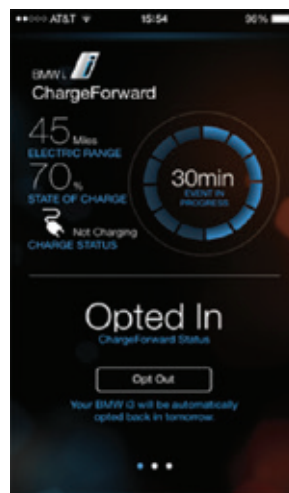 AT&T 15:54 96%
BMW i
ChargeForward
45 Miles
ELECTRIC RANGE
70 %
STATE OF CHARGE
Not Charging
CHARGE STATUS
30min
EVENT IN
PROGRESS
Opted In
ChargeForward Status
Opt Out
Your BMW i3 will be automatically
opted back in tomorrow.